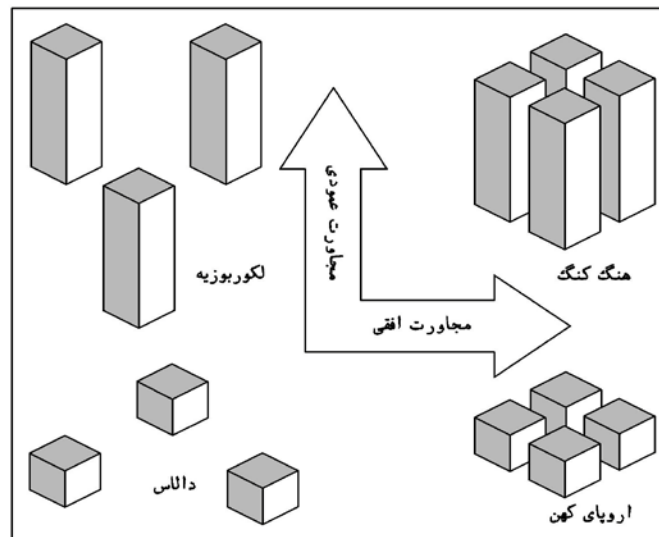 مجاورت عمودی
هنگ کنگ
لکوربوزیه
مجاورت افقی
دالاس
اروپای کهن